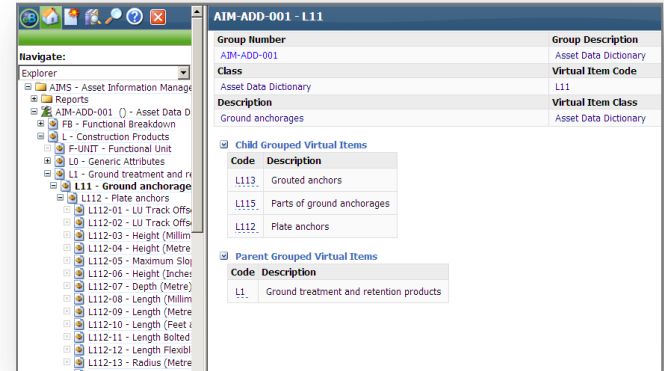 Navigate:
Explorer
AIMS - Asset Information Manage
Reports
AIM-ADD-001 () - Asset Data D
FB - Functional Breakdown
L - Construction Products
F-UNIT - Functional Unit
L0 - Generic Attributes
L1 - Ground treatment and re
L11 - Ground anchorage
L112 - Plate anchors
L112-01 - LU Track Offs
L112-02 - LU Track Offs
L112-03 - Height (Millim
L112-04 - Height (Metre
L112-05 - Maximum Slop
L112-06 - Height (Inches
L112-07 - Depth (Metre)
L112-08 - Length (Millim
L112-09 - Length (Metre
L112-10 - Length (Feet a
L112-11 - Length Bolted
L112-12 - Length Flexibl
L112-13 - Radius (Metre
AIM-ADD-001 - L11
Group Number Group Description
AIM-ADD-001 Asset Data Dictionary
Class Virtual Item Code
Asset Data Dictionary L11
Description Virtual Item Class
Ground anchorages Asset Data Dictionary
Child Grouped Virtual Items
Code Description
L113 Grouted anchors
L115 Parts of ground anchorages
L112 Plate anchors
Parent Grouped Virtual Items
Code Description
L1 Ground treatment and retention products